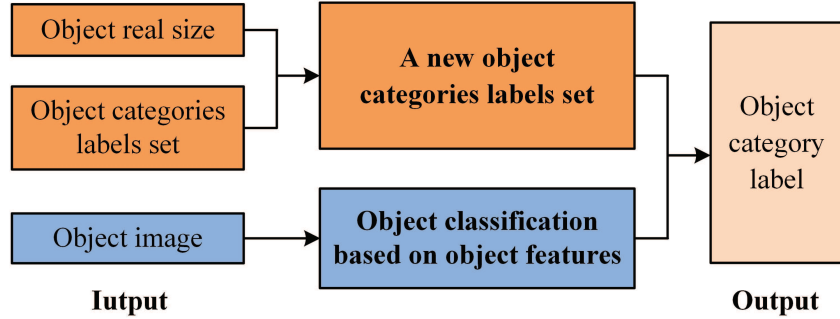 Object real size
Object categories
labels set
Object image
Iutput
A new object
categories labels set
Object classification
based on object features
Object
category
label
Output